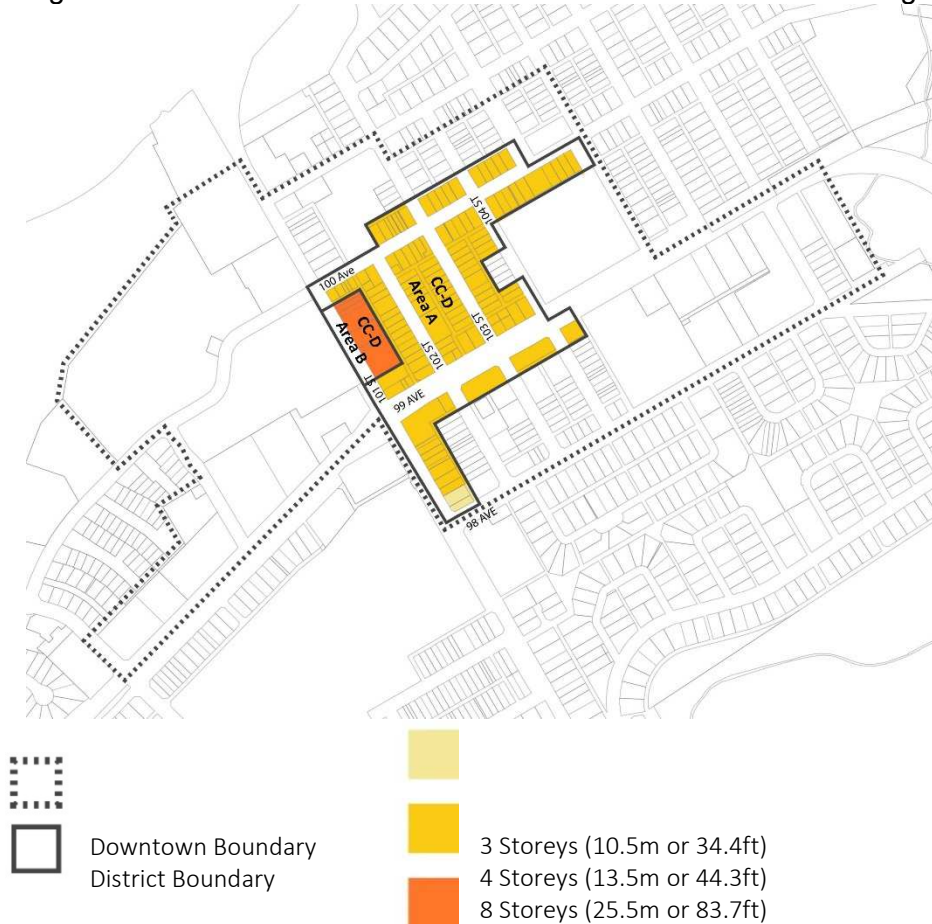 100 Ave
104 ST
CC-D
Area A
CC-D
Area B
103 ST
102 ST
101 ST
99 AVE
98 AVE
Downtown Boundary
District Boundary
3 Storeys (10.5m or 34.4ft)
4 Storeys (13.5m or 44.3ft)
8 Storeys (25.5m or 83.7ft)